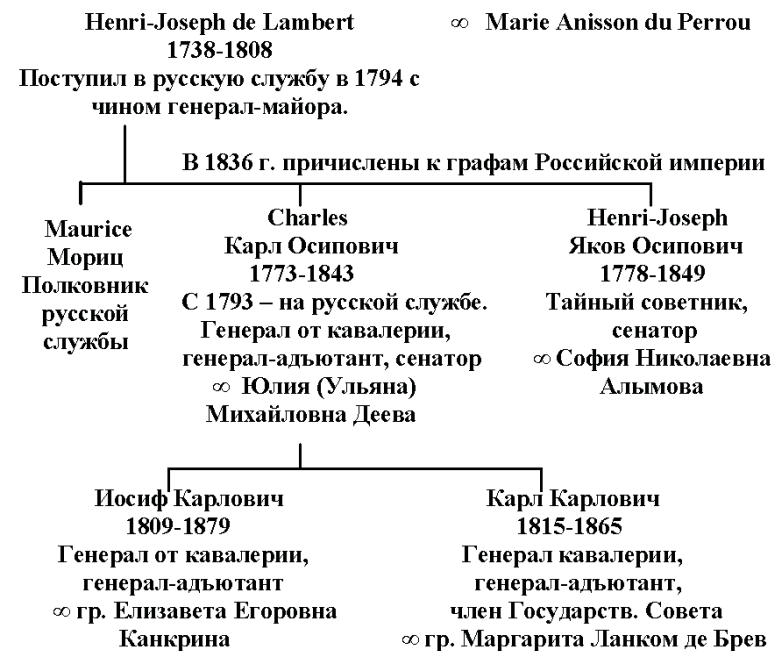 Henri-Joseph de Lambert ∞ Marie Anisson du Perrou
1738-1808
Поступил в русскую службу в 1794 с
чином генерал-майора.
В 1836 г. причислены к графам Российской империи
Maurice
Мориц
Полковник
русской
службы
Charles
Карл Осипович
1773-1843
С 1793 – на русской службе.
Генерал от кавалерии,
генерал-адъютант, сенатор
∞ Юлия (Ульяна)
Михайловна Деева
Henri-Joseph
Яков Осипович
1778-1849
Тайный советник,
сенатор
∞ София Николаевна
Алымова
Иосиф Карлович
1809-1879
Генерал от кавалерии,
генерал-адъютант
∞ гр. Елизавета Егоровна
Канкрина
Карл Карлович
1815-1865
Генерал кавалерии,
генерал-адъютант,
член Государств. Совета
∞ гр. Маргарита Ланком де Брев